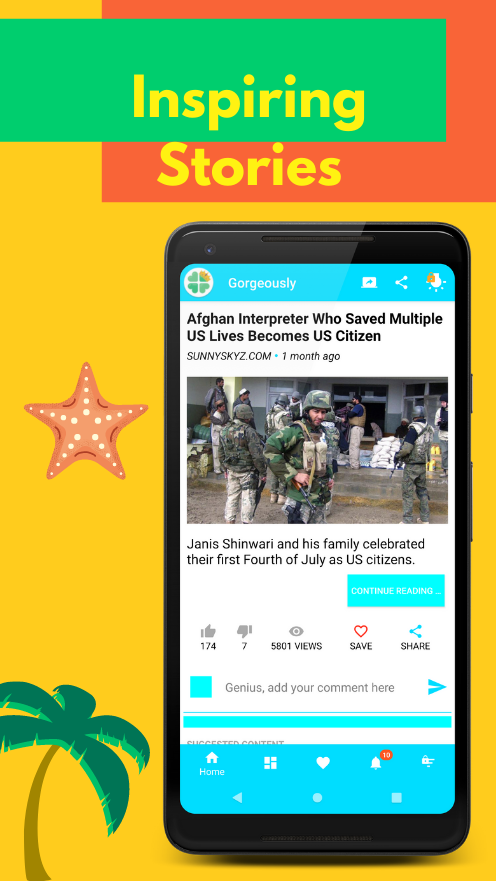 Inspiring
Stories
Gorgeously
Afghan Interpreter Who Saved Multiple
US Lives Becomes US Citizen
SUNNYSKYZ.COM • 1 month ago
Janis Shinwari and his family celebrated
their first Fourth of July as US citizens.
CONTINUE READING ...
174
7
5801 VIEWS
SAVE
SHARE
Genius, add your comment here
SUGGESTED CONTENT
10
Home